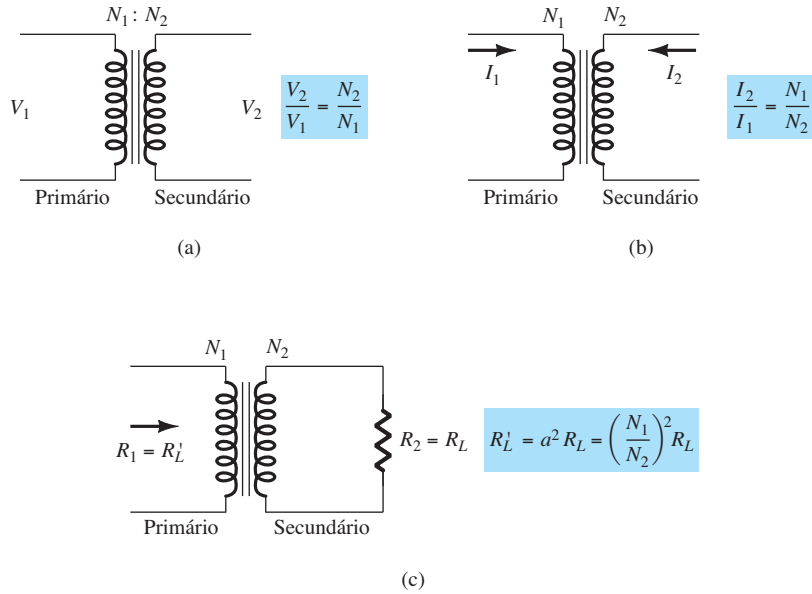 N₁ : N₂
V₁
V₂
V₂/V₁ = N₂/N₁
Primário Secundário
(a)
N₁ N₂
I₁
I₂
I₂/I₁ = N₁/N₂
Primário Secundário
(b)
N₁ N₂
R₁ = R'L
R₂ = RL
R'L = a² RL = (N₁/N₂)² RL
Primário Secundário
(c)